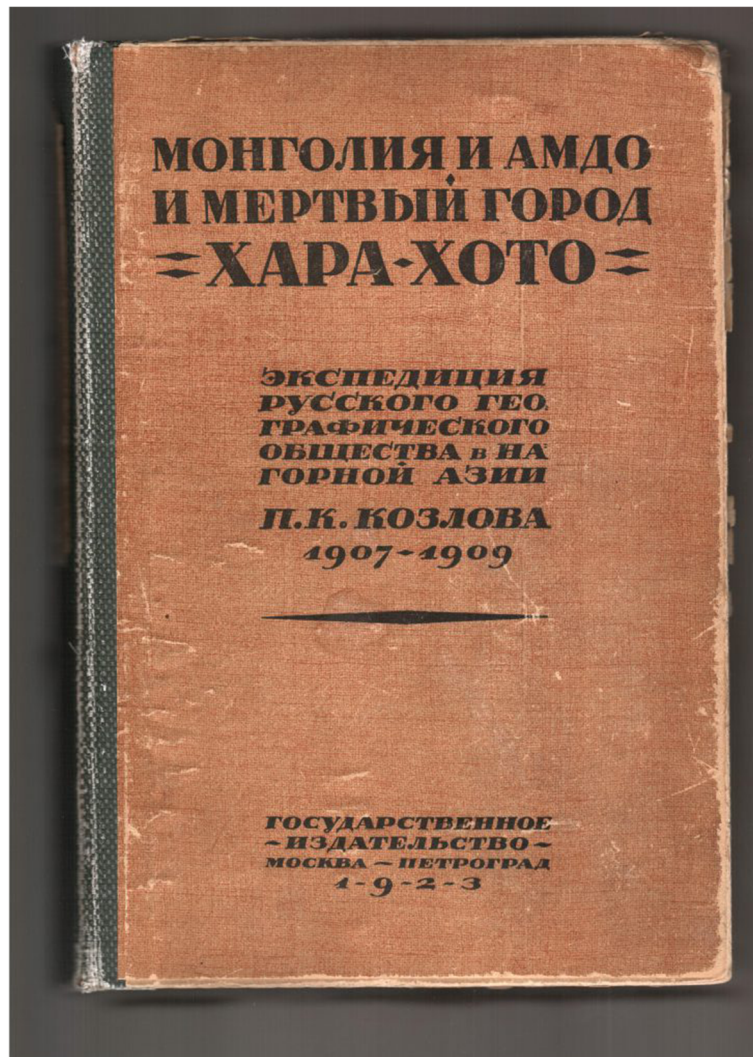 МОНГОЛИЯ И АМДО
И МЕРТВЫЙ ГОРОД
ХАРА-ХОТО
ЭКСПЕДИЦИЯ
РУССКОГО ГЕО
ГРАФИЧЕСКОГО
ОБЩЕСТВА в НА
ГОРНОЙ АЗИИ
П.К. КОЗЛОВА
1907-1909
ГОСУДАРСТВЕННОЕ
~ИЗДАТЕЛЬСТВО~
МОСКВА — ПЕТРОГРАД
1-9-2-3